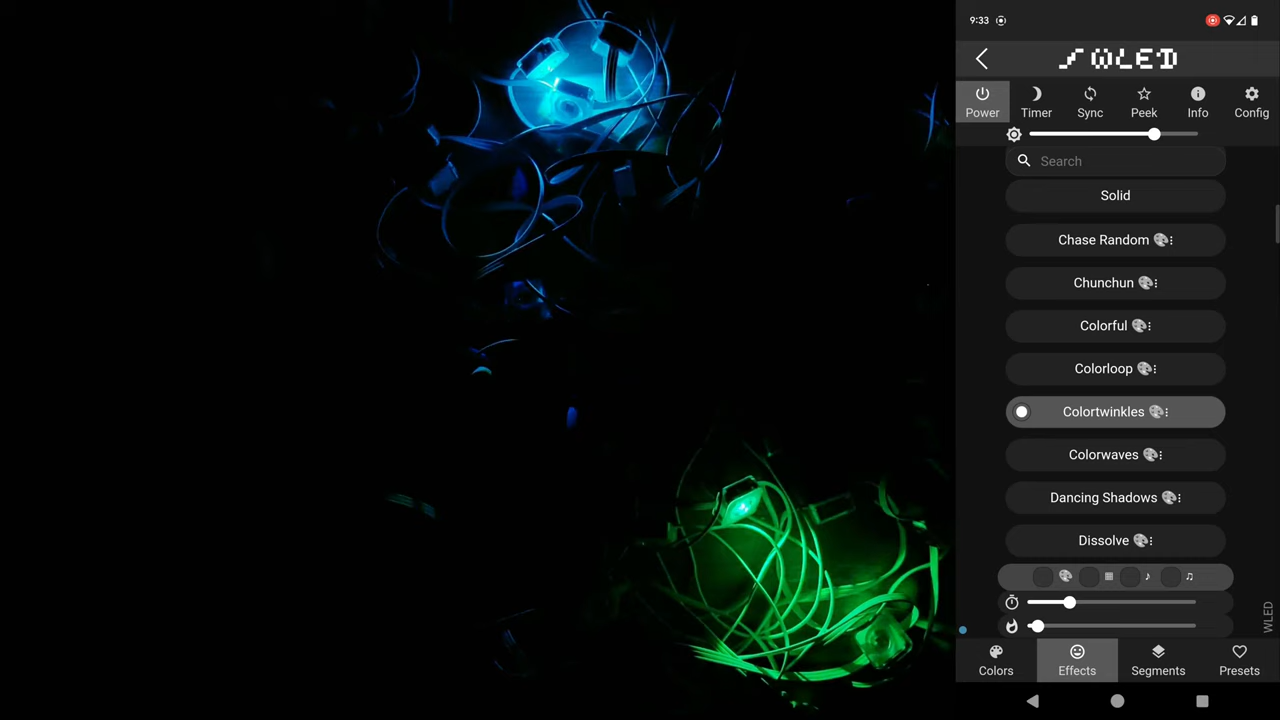 9:33
WLED
Power Timer Sync Peek Info Config
Search
Solid
Chase Random
Chunchun
Colorful
Colorloop
Colortwinkles
Colorwaves
Dancing Shadows
Dissolve
WLED
Colors Effects Segments Presets